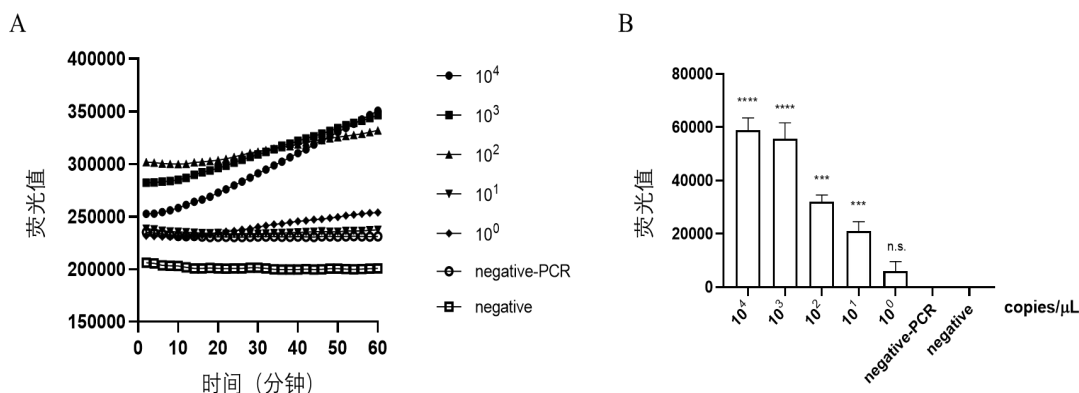 A
400000
350000
300000
250000
200000
150000
荧光值
0 10 20 30 40 50 60
时间（分钟）
10⁴
10³
10²
10¹
10⁰
negative-PCR
negative
B
80000
60000
40000
20000
0
荧光值
**** **** *** *** n.s.
10⁴ 10³ 10² 10¹ 10⁰ negative-PCR negative
copies/μL